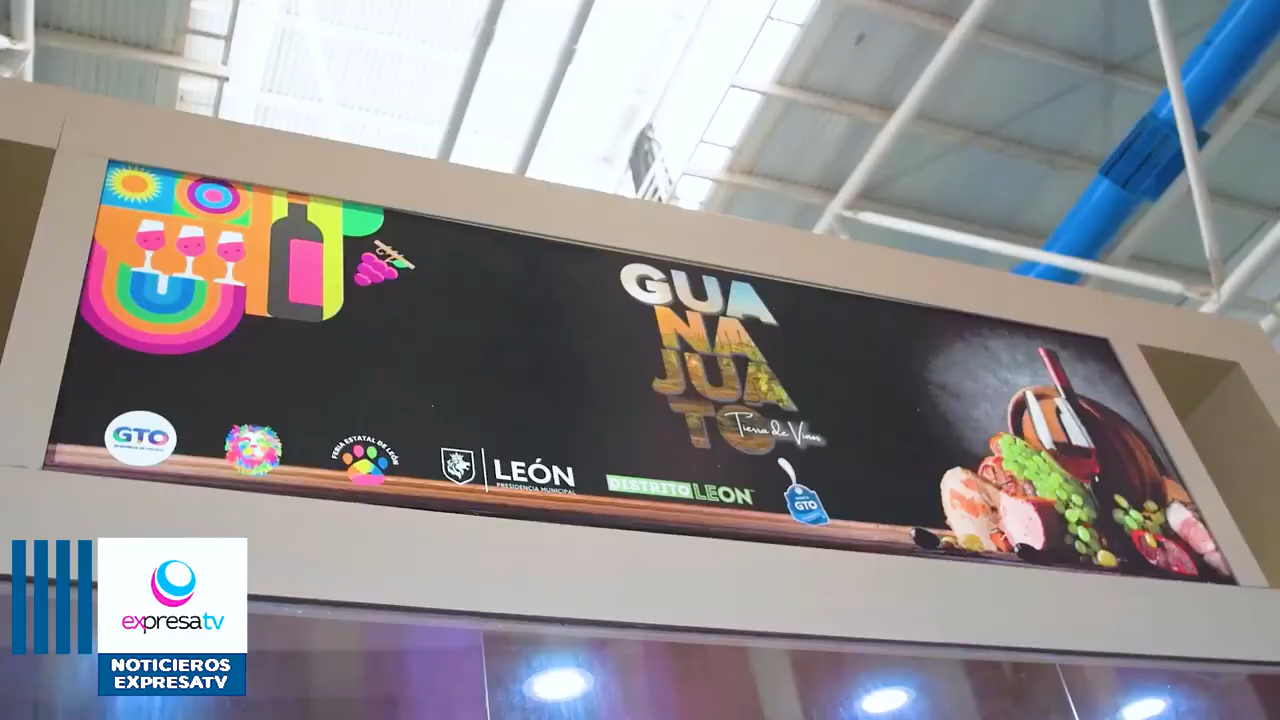 GUA
NA
JUA
TO
Tierra de Vinos
GTO
FERIA ESTATAL DE LEÓN
LEÓN
PRESIDENCIA MUNICIPAL
DISTRITO LEON
GTO
expresatv
NOTICIEROS
EXPRESATV